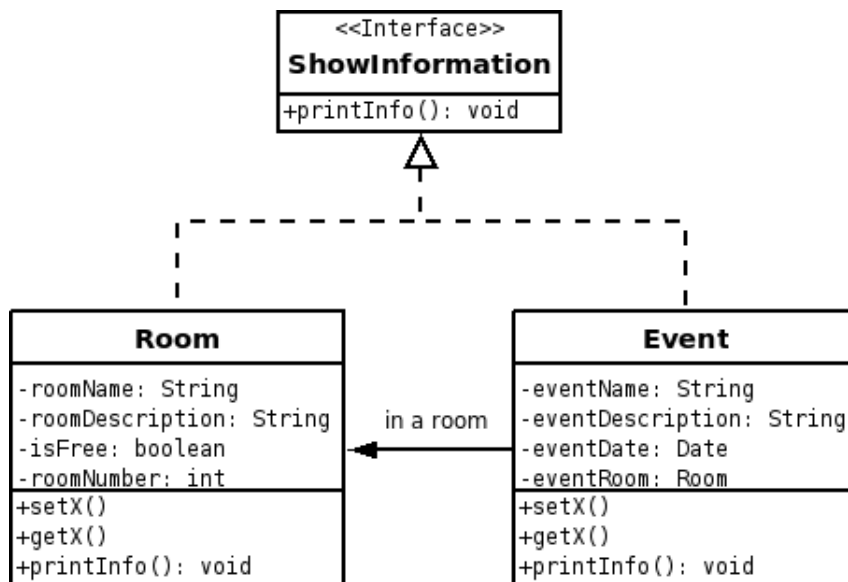 <<Interface>>
ShowInformation
+printInfo(): void
Room
-roomName: String
-roomDescription: String
-isFree: boolean
-roomNumber: int
+setX()
+getX()
+printInfo(): void
in a room
Event
-eventName: String
-eventDescription: String
-eventDate: Date
-eventRoom: Room
+setX()
+getX()
+printInfo(): void